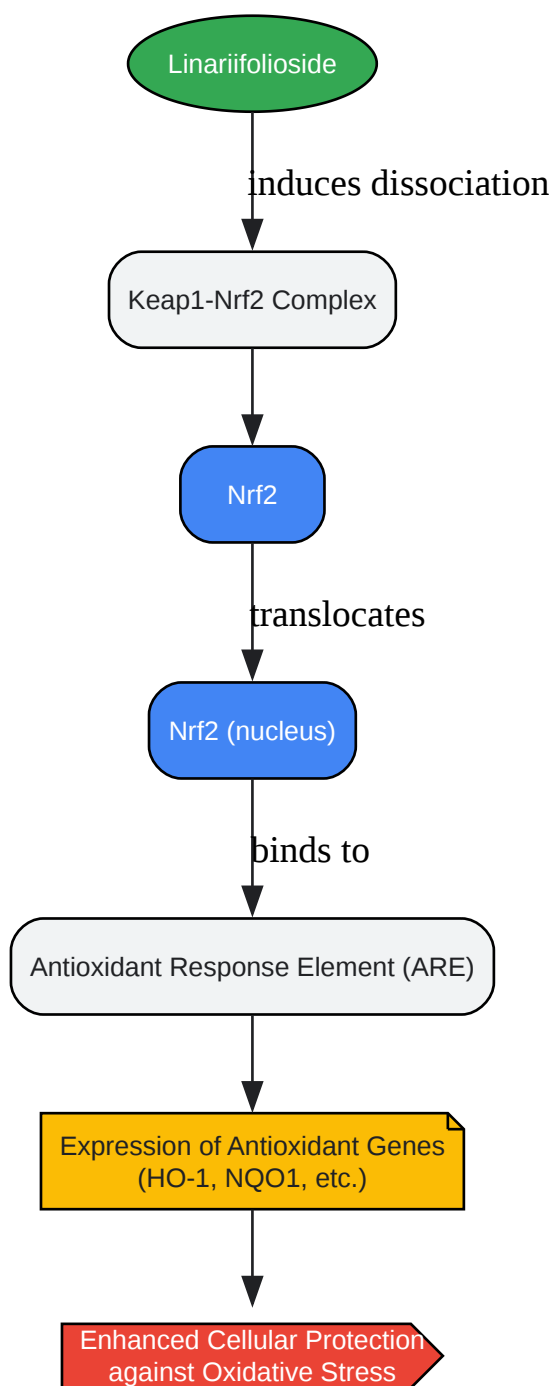 Linariifolioside
induces dissociation
Keap1-Nrf2 Complex
Nrf2
translocates
Nrf2 (nucleus)
binds to
Antioxidant Response Element (ARE)
Expression of Antioxidant Genes
(HO-1, NQO1, etc.)
Enhanced Cellular Protection
against Oxidative Stress